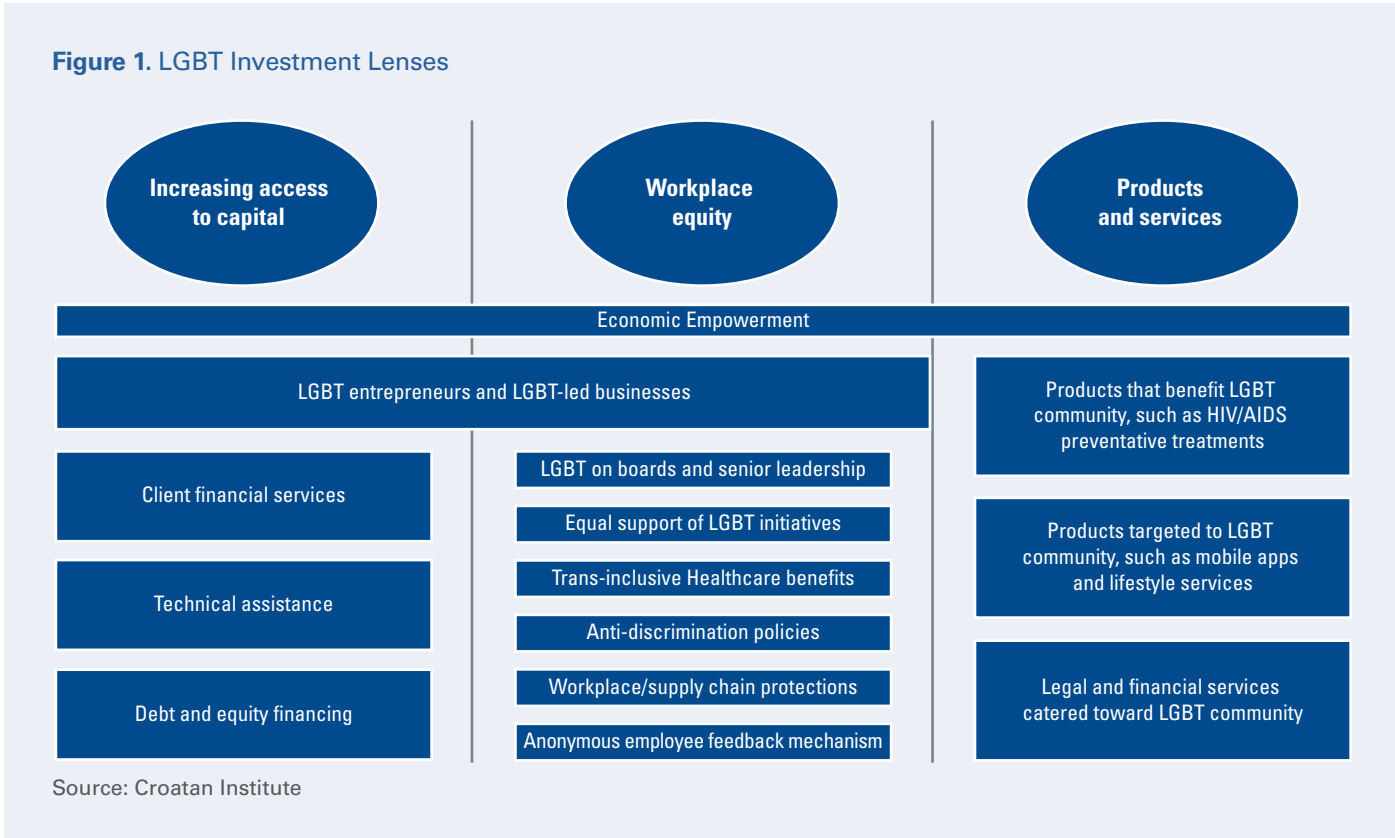 Figure 1. LGBT Investment Lenses
Increasing access
to capital
Workplace
equity
Products
and services
Economic Empowerment
LGBT entrepreneurs and LGBT-led businesses
Client financial services
Technical assistance
Debt and equity financing
LGBT on boards and senior leadership
Equal support of LGBT initiatives
Trans-inclusive Healthcare benefits
Anti-discrimination policies
Workplace/supply chain protections
Anonymous employee feedback mechanism
Products that benefit LGBT
community, such as HIV/AIDS
preventative treatments
Products targeted to LGBT
community, such as mobile apps
and lifestyle services
Legal and financial services
catered toward LGBT community
Source: Croatan Institute